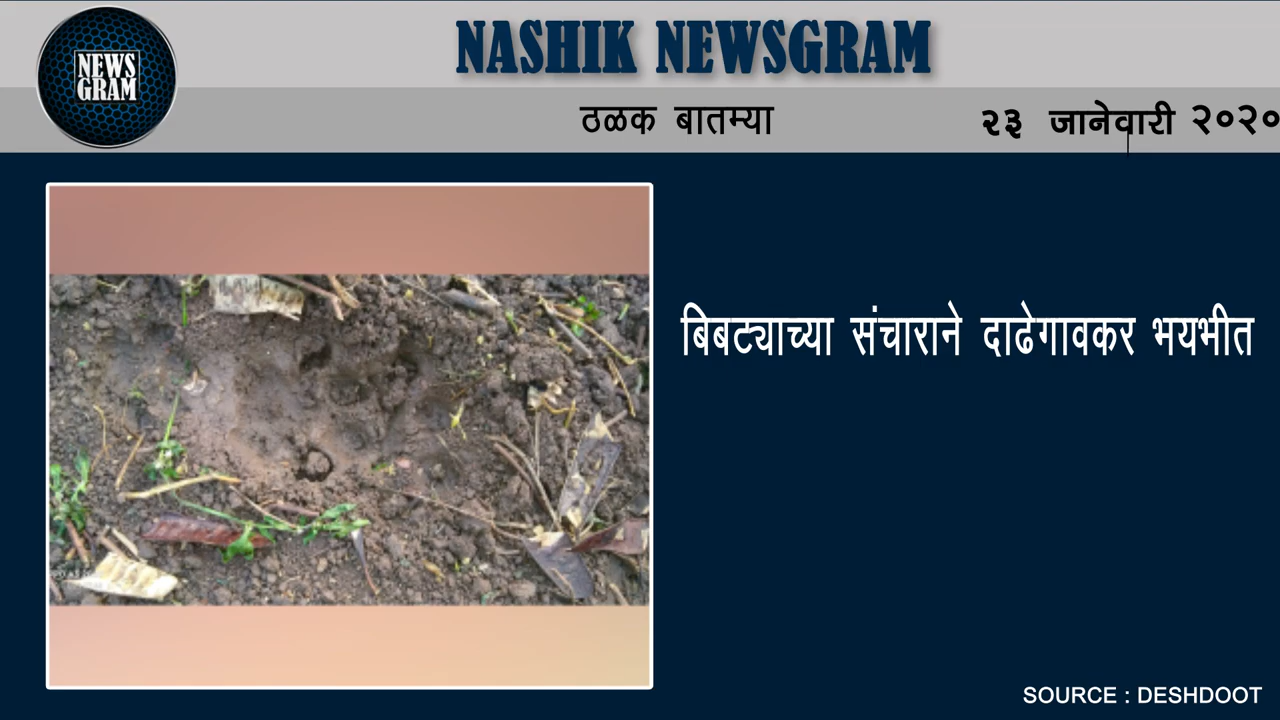 NEWS
GRAM
NASHIK NEWSGRAM
ठळक बातम्या
२३ जानेवारी २०२०
बिबट्याच्या संचाराने दाढेगावकर भयभीत
SOURCE : DESHDOOT